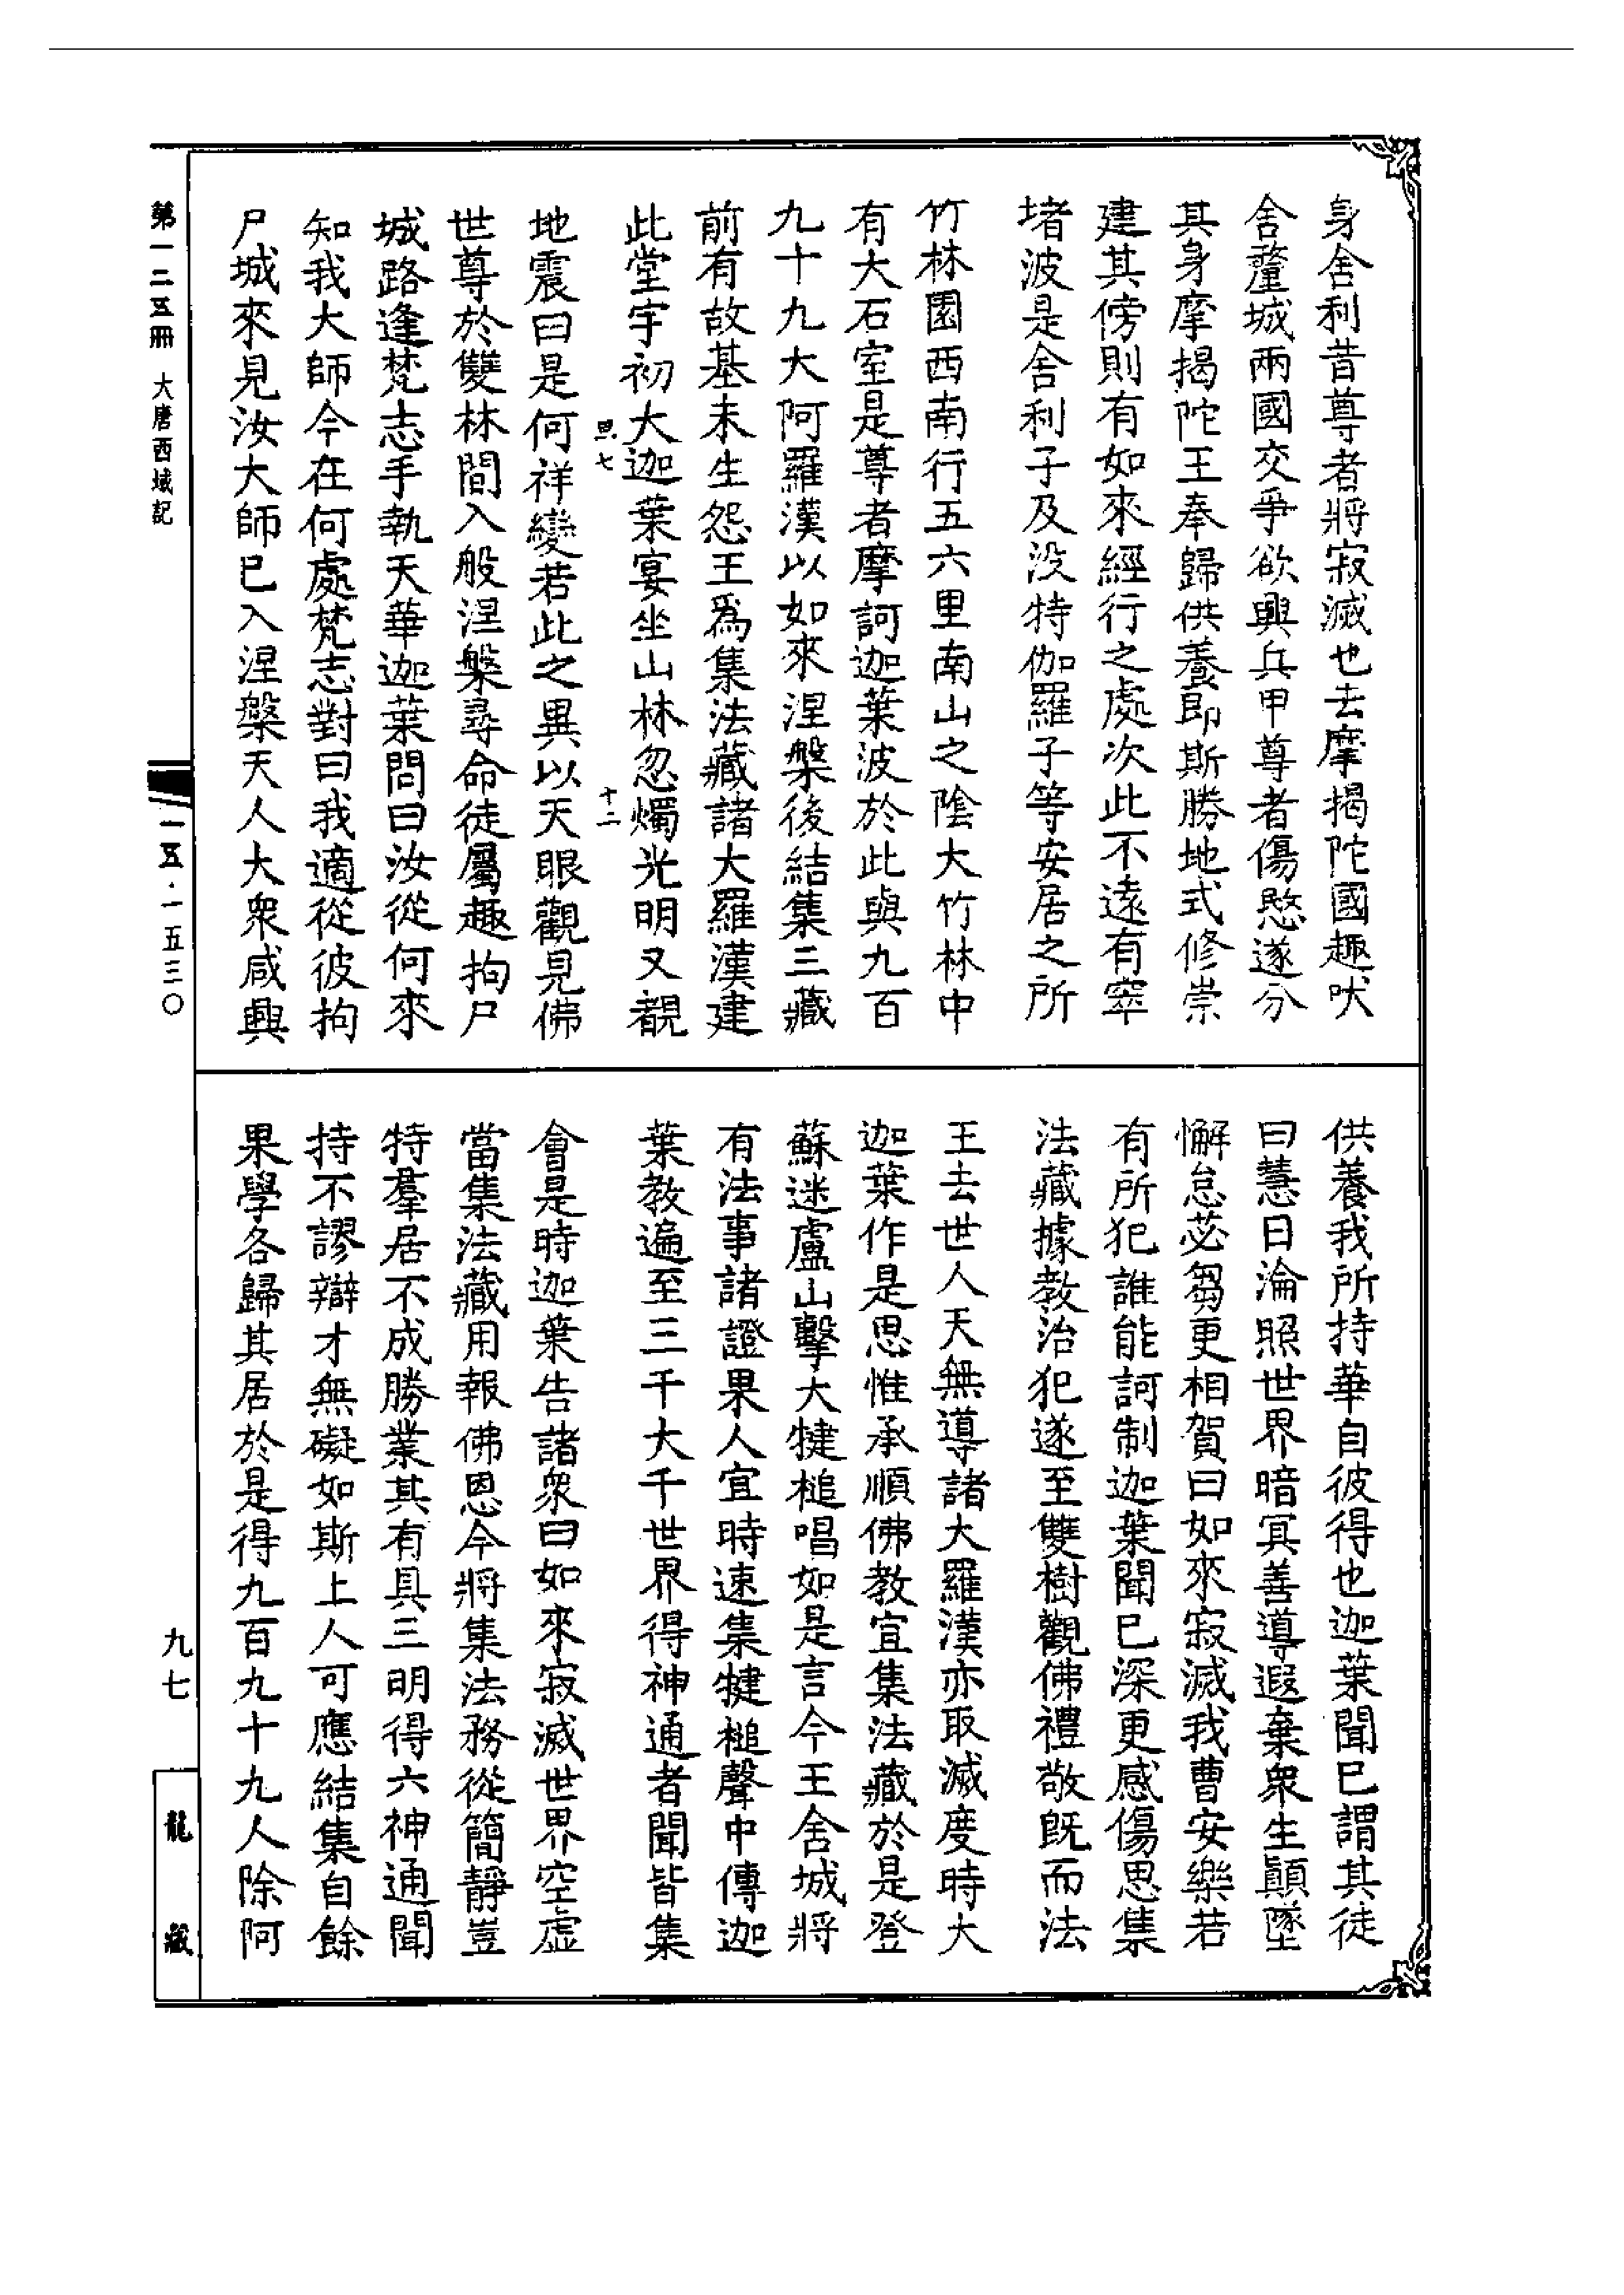 身舍利昔尊者將寂滅也去摩揭陀國趣吠
舍釐城兩國交爭欲興兵甲尊者傷愍遂分
其身摩揭陀王奉歸供養即斯勝地式修崇
建其傍則有如來經行之處次此不遠有窣
堵波是舍利子及没特伽羅子等安居之所
竹林園西南行五六里南山之陰大竹林中
有大石室是尊者摩訶迦葉波於此與九百
九十九大阿羅漢以如來涅槃後結集三藏
前有故基未生怨王爲集法藏諸大羅漢建
此堂宇初大迦葉宴坐山林忽燭光明又覩
思七 十二
地震曰是何祥變若此之異以天眼觀見佛
世尊於雙林間入般涅槃尋命徒屬趣拘尸
城路逢梵志手執天華迦葉問曰汝從何來
知我大師今在何處梵志對曰我適從彼拘
尸城來見汝大師已入涅槃天人大衆咸興
供養我所持華自彼得也迦葉聞已謂其徒
曰慧日淪照世界暗冥善導遐棄衆生顚墜
懈怠苾芻更相賀曰如來寂滅我曹安樂若
有所犯誰能訶制迦葉聞已深更感傷思集
法藏據教治犯遂至雙樹觀佛禮敬既而法
王去世人天無導諸大羅漢亦取滅度時大
迦葉作是思惟承順佛教宜集法藏於是登
蘇迷盧山擊大犍槌唱如是言今王舍城將
有法事諸證果人宜時速集犍槌聲中傳迦
葉教遍至三千大千世界得神通者聞皆集
會是時迦葉告諸衆曰如來寂滅世界空虛
當集法藏用報佛恩今將集法務從簡靜豈
特羣居不成勝業其有具三明得六神通聞
持不謬辯才無礙如斯上人可應結集自餘
果學各歸其居於是得九百九十九人除阿
第一二五冊 大唐西域記
一五·一五三〇
九七
龍藏